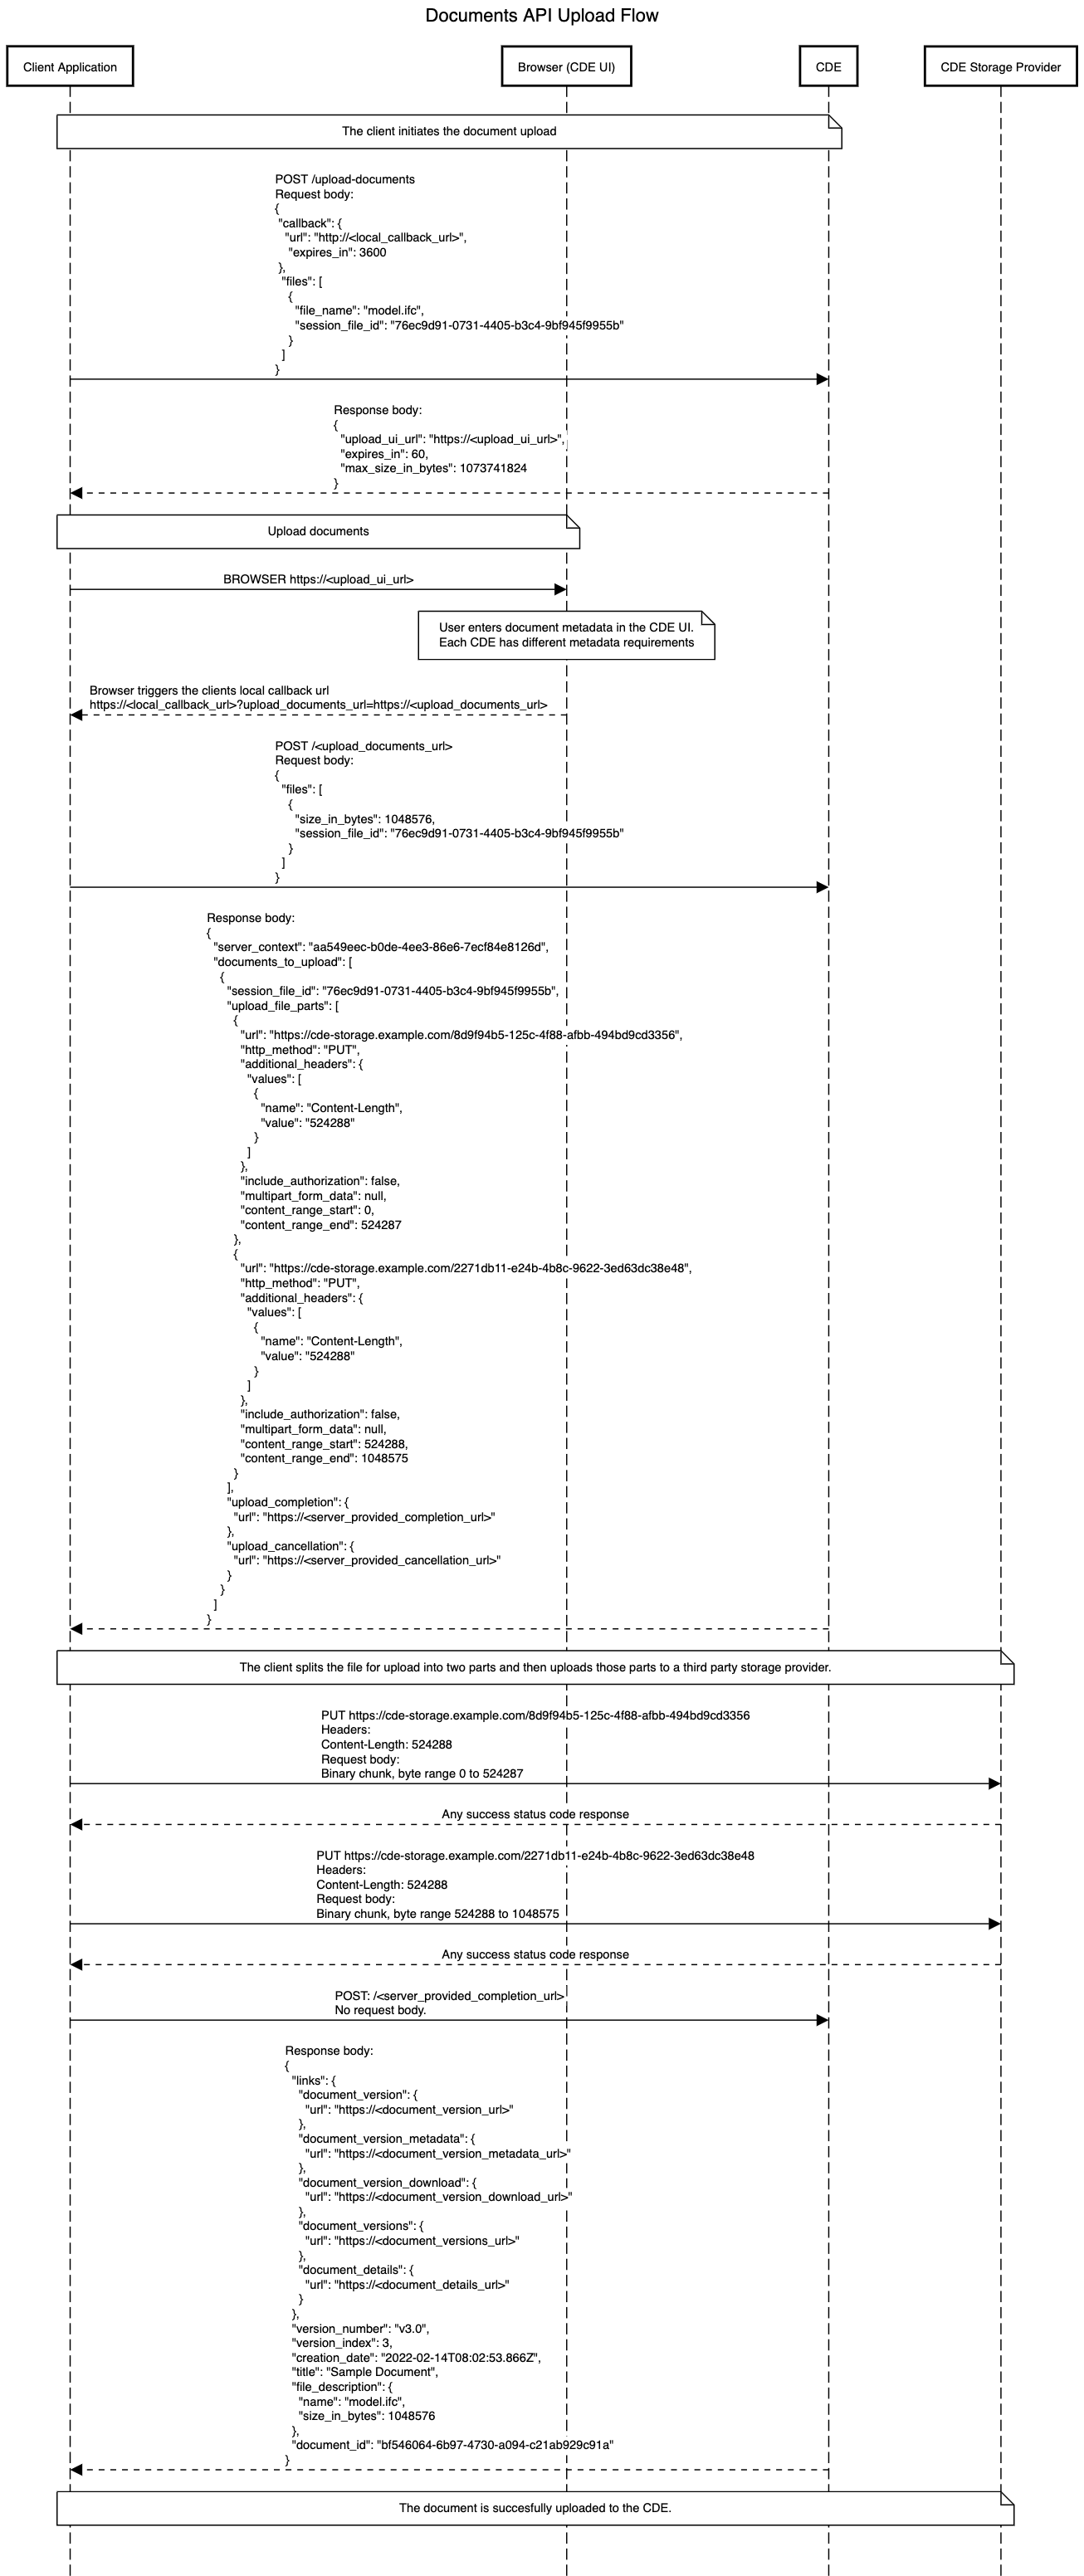 Documents API Upload Flow
Client Application
Browser (CDE UI)
CDE
CDE Storage Provider
The client initiates the document upload
POST /upload-documents
Request body:
{
"callback": {
"url": "http://<local_callback_url>",
"expires_in": 3600
},
"files": [
{
"file_name": "model.ifc",
"session_file_id": "76ec9d91-0731-4405-b3c4-9bf945f9955b"
}
]
}
Response body:
{
"upload_ui_url": "https://<upload_ui_url>",
"expires_in": 60,
"max_size_in_bytes": 1073741824
}
Upload documents
BROWSER https://<upload_ui_url>
User enters document metadata in the CDE UI.
Each CDE has different metadata requirements
Browser triggers the clients local callback url
https://<local_callback_url>?upload_documents_url=https://<upload_documents_url>
POST /<upload_documents_url>
Request body:
{
"files": [
{
"size_in_bytes": 1048576,
"session_file_id": "76ec9d91-0731-4405-b3c4-9bf945f9955b"
}
]
}
Response body:
{
"server_context": "aa549eec-b0de-4ee3-86e6-7ecf84e8126d",
"documents_to_upload": [
{
"session_file_id": "76ec9d91-0731-4405-b3c4-9bf945f9955b",
"upload_file_parts": [
{
"url": "https://cde-storage.example.com/8d9f94b5-125c-4f88-afbb-494bd9cd3356",
"http_method": "PUT",
"additional_headers": {
"values": [
{
"name": "Content-Length",
"value": "524288"
}
]
},
"include_authorization": false,
"multipart_form_data": null,
"content_range_start": 0,
"content_range_end": 524287
},
{
"url": "https://cde-storage.example.com/2271db11-e24b-4b8c-9622-3ed63dc38e48",
"http_method": "PUT",
"additional_headers": {
"values": [
{
"name": "Content-Length",
"value": "524288"
}
]
},
"include_authorization": false,
"multipart_form_data": null,
"content_range_start": 524288,
"content_range_end": 1048575
}
],
"upload_completion": {
"url": "https://<server_provided_completion_url>"
},
"upload_cancellation": {
"url": "https://<server_provided_cancellation_url>"
}
}
]
}
The client splits the file for upload into two parts and then uploads those parts to a third party storage provider.
PUT https://cde-storage.example.com/8d9f94b5-125c-4f88-afbb-494bd9cd3356
Headers:
Content-Length: 524288
Request body:
Binary chunk, byte range 0 to 524287
Any success status code response
PUT https://cde-storage.example.com/2271db11-e24b-4b8c-9622-3ed63dc38e48
Headers:
Content-Length: 524288
Request body:
Binary chunk, byte range 524288 to 1048575
Any success status code response
POST: /<server_provided_completion_url>
No request body.
Response body:
{
"links": {
"document_version": {
"url": "https://<document_version_url>"
},
"document_version_metadata": {
"url": "https://<document_version_metadata_url>"
},
"document_version_download": {
"url": "https://<document_version_download_url>"
},
"document_versions": {
"url": "https://<document_versions_url>"
},
"document_details": {
"url": "https://<document_details_url>"
}
},
"version_number": "v3.0",
"version_index": 3,
"creation_date": "2022-02-14T08:02:53.866Z",
"title": "Sample Document",
"file_description": {
"name": "model.ifc",
"size_in_bytes": 1048576
},
"document_id": "bf546064-6b97-4730-a094-c21ab929c91a"
}
The document is succesfully uploaded to the CDE.